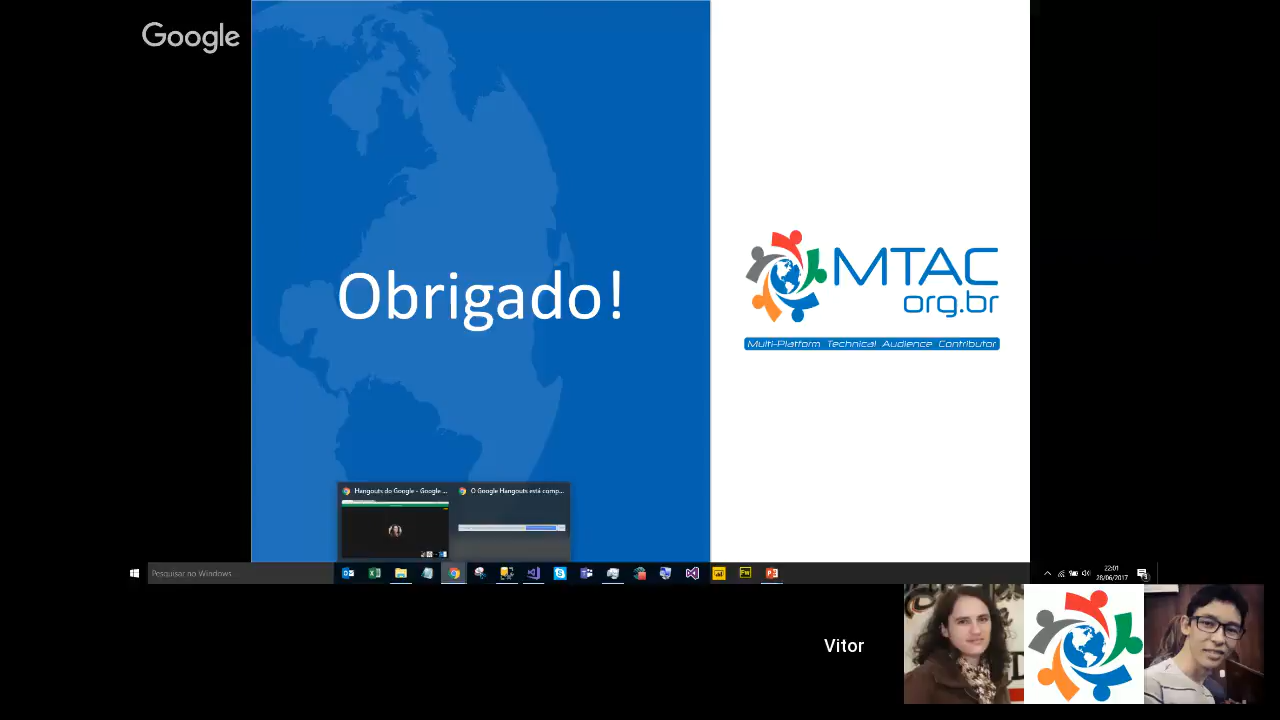 Google
Obrigado!
MTAC
org.br
Multi-Platform Technical Audience Contributor
Hangouts do Google - Google ...
O Google Hangouts está comp...
Pesquisar no Windows
22:01
28/06/2017
Vitor